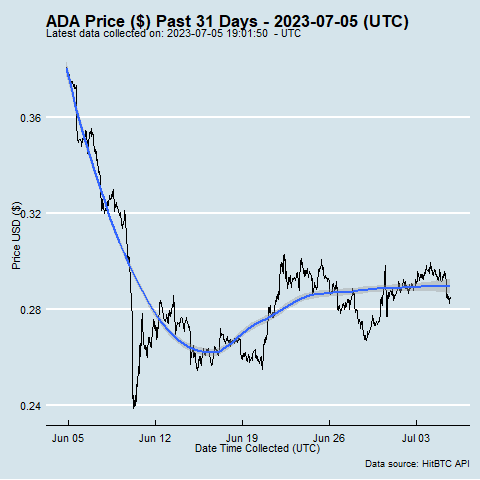 ADA Price ($) Past 31 Days - 2023-07-05 (UTC)
Latest data collected on: 2023-07-05 19:01:50 - UTC
0.36
0.32
0.28
0.24
Price USD ($)
Jun 05 Jun 12 Jun 19 Jun 26 Jul 03
Date Time Collected (UTC)
Data source: HitBTC API